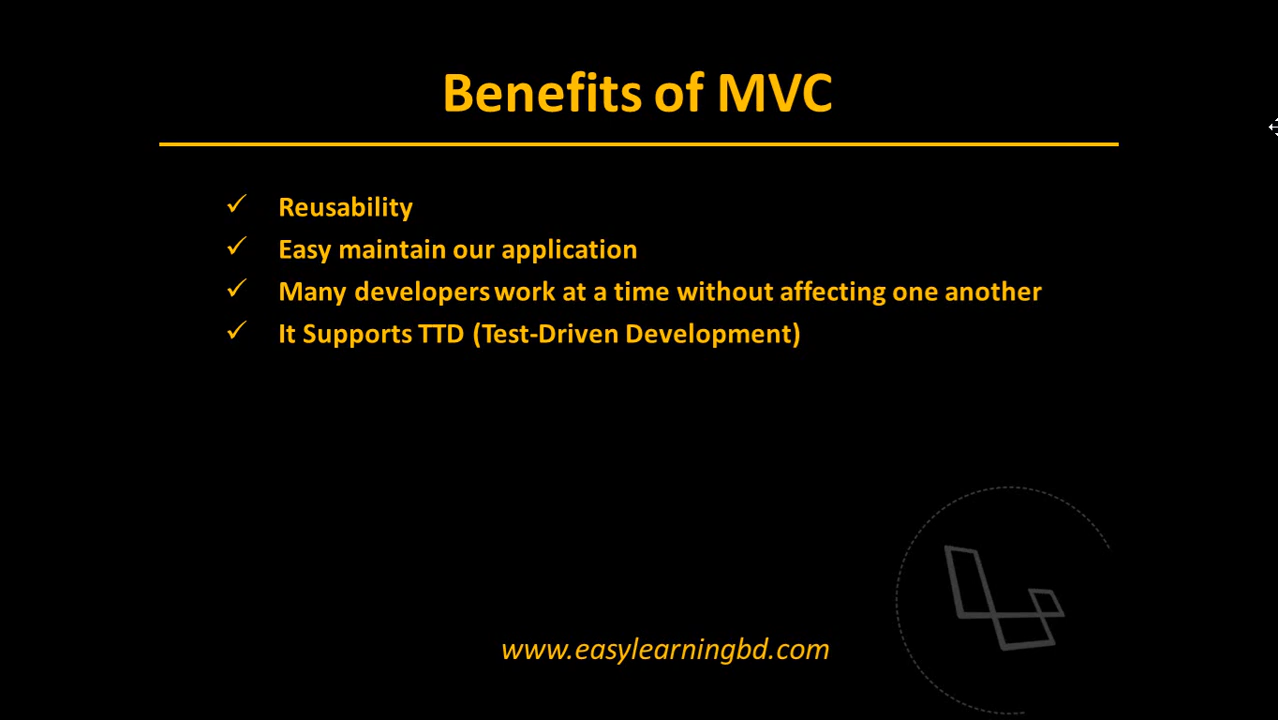 Benefits of MVC
Reusability
Easy maintain our application
Many developers work at a time without affecting one another
It Supports TTD (Test-Driven Development)
www.easylearningbd.com